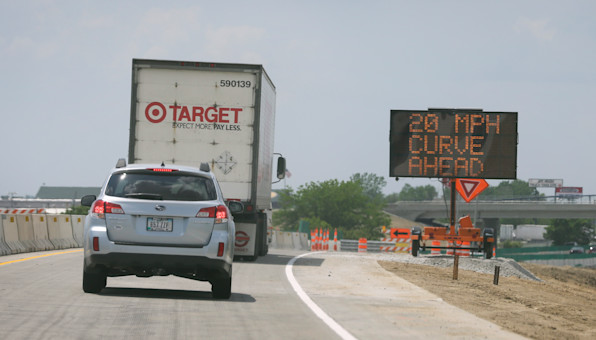 590139
TARGET
EXPECT MORE. PAY LESS.
20 MPH
CURVE
AHEAD